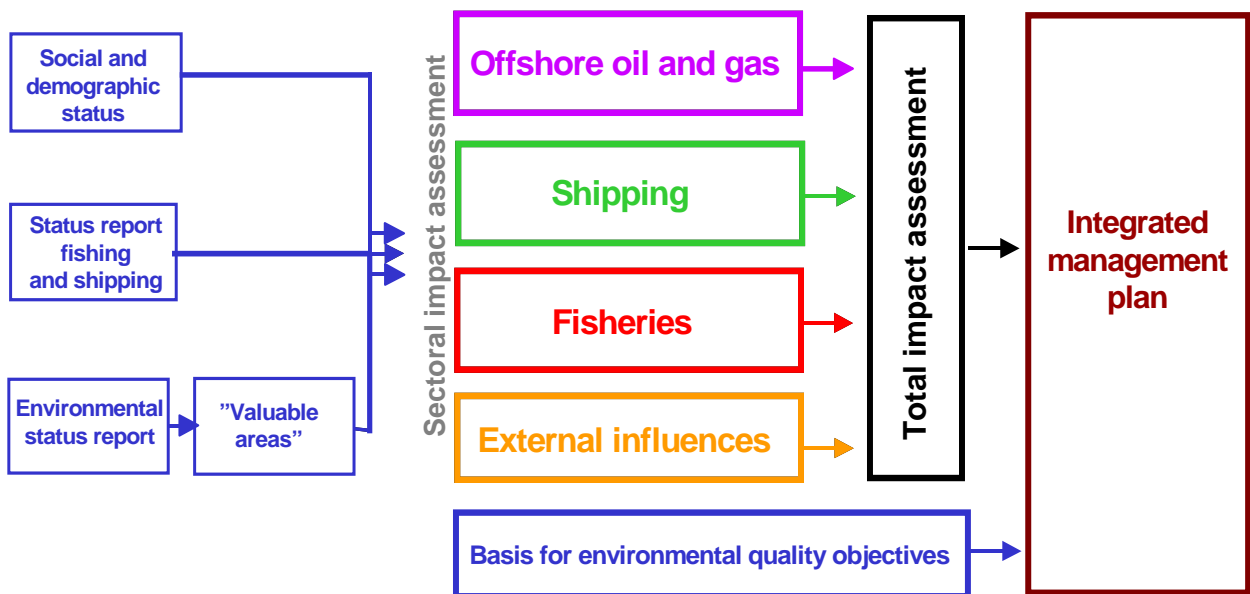 Social and
demographic
status
Status report
fishing
and shipping
Environmental
status report
”Valuable
areas”
Sectoral impact assessment
Offshore oil and gas
Shipping
Fisheries
External influences
Basis for environmental quality objectives
Total impact assessment
Integrated
management
plan